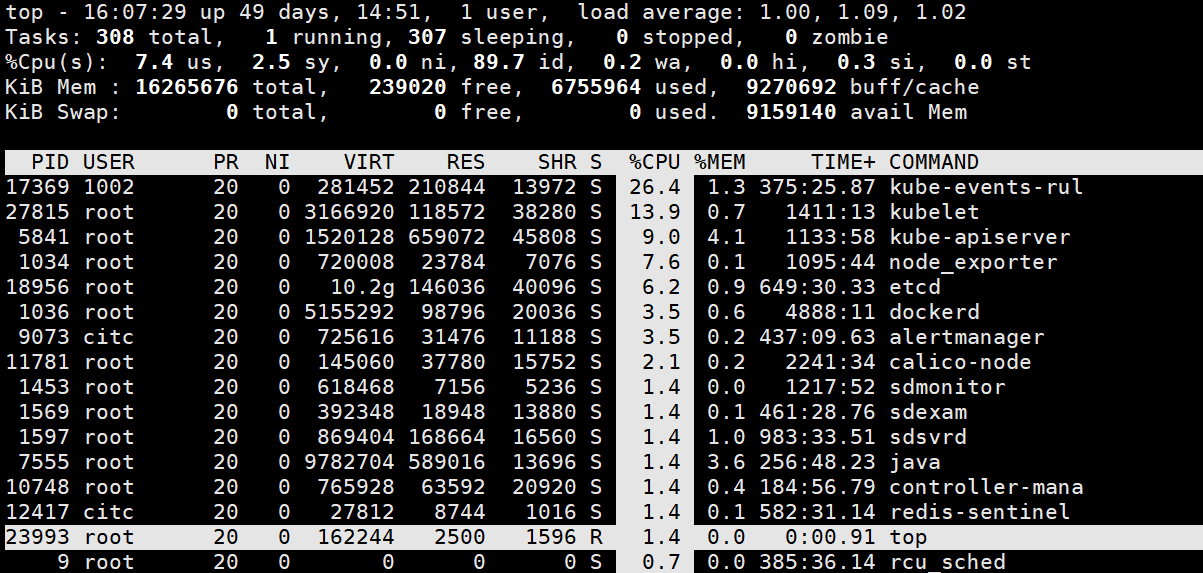 top - 16:07:29 up 49 days, 14:51,  1 user,  load average: 1.00, 1.09, 1.02
Tasks: 308 total,   1 running, 307 sleeping,   0 stopped,   0 zombie
%Cpu(s):  7.4 us,  2.5 sy,  0.0 ni, 89.7 id,  0.2 wa,  0.0 hi,  0.3 si,  0.0 st
KiB Mem : 16265676 total,   239020 free,  6755964 used,  9270692 buff/cache
KiB Swap:        0 total,        0 free,        0 used.  9159140 avail Mem
  PID USER      PR  NI    VIRT    RES    SHR S  %CPU %MEM     TIME+ COMMAND
17369 1002      20   0  281452 210844  13972 S  26.4  1.3 375:25.87 kube-events-rul
27815 root      20   0 3166920 118572  38280 S  13.9  0.7   1411:13 kubelet
 5841 root      20   0 1520128 659072  45808 S   9.0  4.1   1133:58 kube-apiserver
 1034 root      20   0  720008  23784   7076 S   7.6  0.1   1095:44 node_exporter
18956 root      20   0   10.2g 146036  40096 S   6.2  0.9 649:30.33 etcd
 1036 root      20   0 5155292  98796  20036 S   3.5  0.6   4888:11 dockerd
 9073 citc      20   0  725616  31476  11188 S   3.5  0.2 437:09.63 alertmanager
11781 root      20   0  145060  37780  15752 S   2.1  0.2   2241:34 calico-node
 1453 root      20   0  618468   7156   5236 S   1.4  0.0   1217:52 sdmonitor
 1569 root      20   0  392348  18948  13880 S   1.4  0.1 461:28.76 sdexam
 1597 root      20   0  869404 168664  16560 S   1.4  1.0 983:33.51 sdsvrd
 7555 root      20   0 9782704 589016  13696 S   1.4  3.6 256:48.23 java
10748 root      20   0  765928  63592  20920 S   1.4  0.4 184:56.79 controller-mana
12417 citc      20   0   27812   8744   1016 S   1.4  0.1 582:31.14 redis-sentinel
23993 root      20   0  162244   2500   1596 R   1.4  0.0   0:00.91 top
    9 root      20   0       0      0      0 S   0.7  0.0 385:36.14 rcu_sched